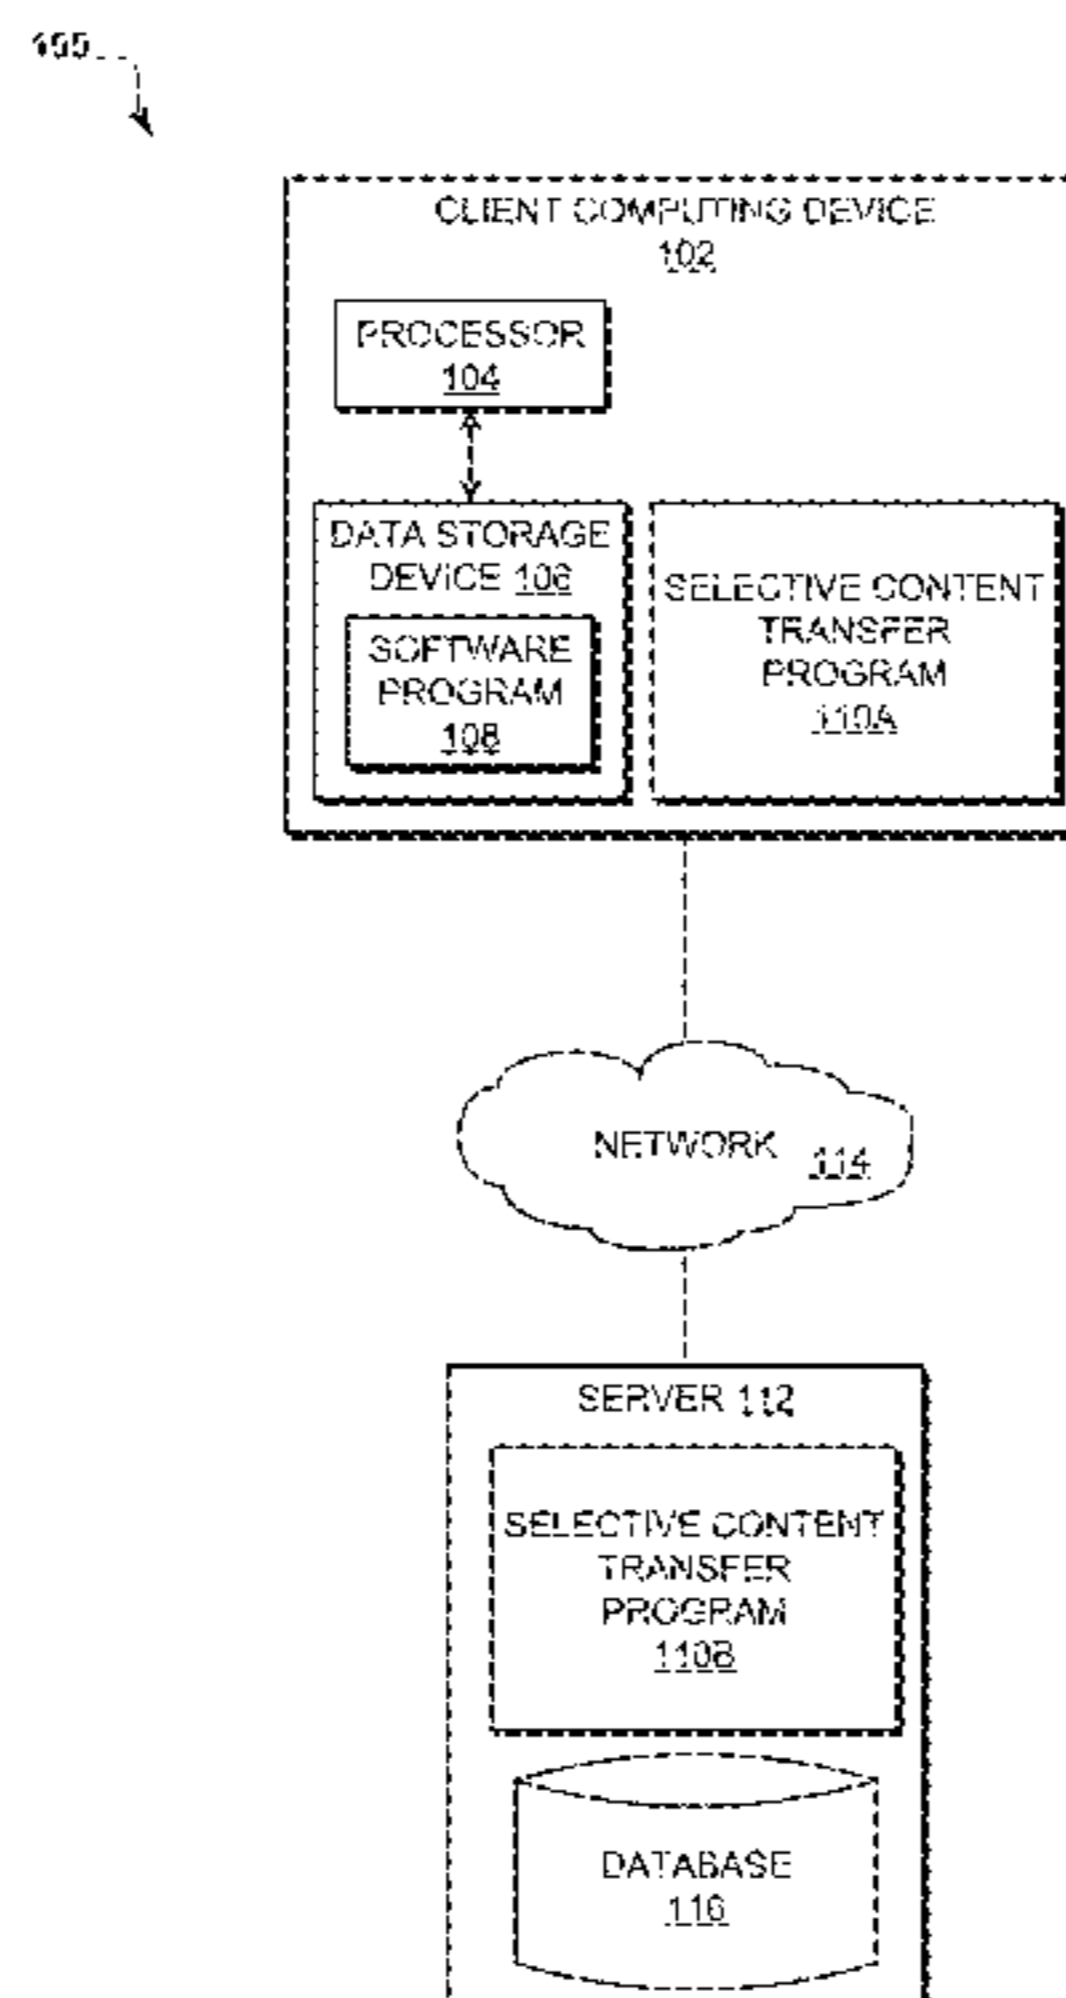 100
CLIENT COMPUTING DEVICE
102
PROCESSOR
104
DATA STORAGE
DEVICE 106
SOFTWARE
PROGRAM
108
SELECTIVE CONTENT
TRANSFER
PROGRAM
110A
NETWORK 114
SERVER 112
SELECTIVE CONTENT
TRANSFER
PROGRAM
110B
DATABASE
116